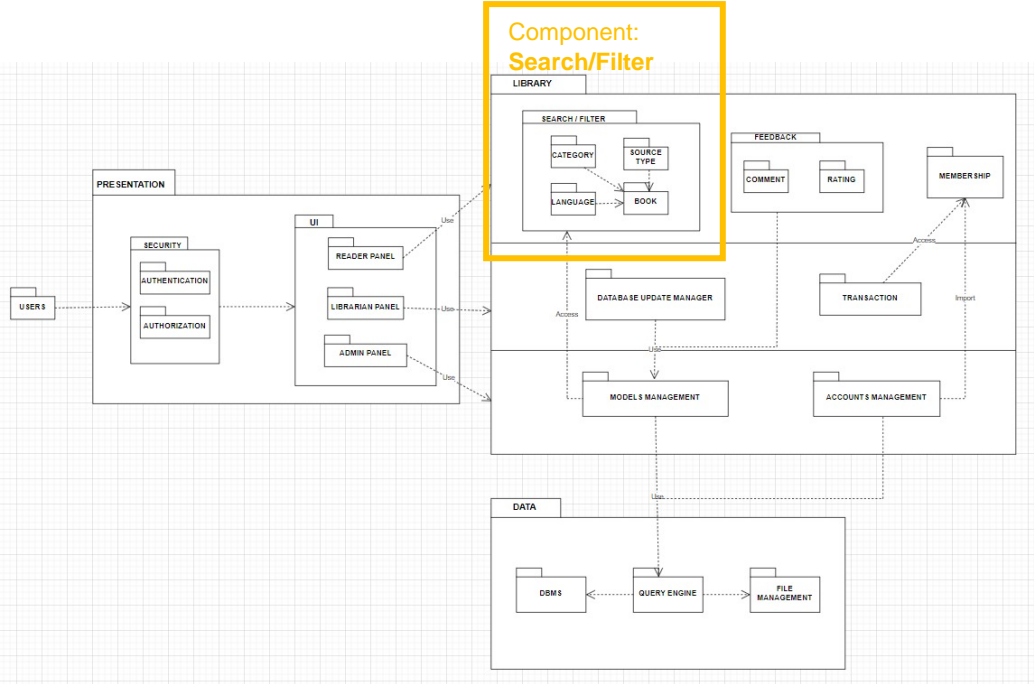 Component:
Search/Filter
LIBRARY
SEARCH / FILTER
CATEGORY
SOURCE
TYPE
LANGUAGE
BOOK
FEEDBACK
COMMENT
RATING
MEMBERSHIP
PRESENTATION
SECURITY
AUTHENTICATION
AUTHORIZATION
UI
READER PANEL
LIBRARIAN PANEL
ADMIN PANEL
USERS
Use
Use
Use
Access
Access
Import
DATABASE UPDATE MANAGER
TRANSACTION
Use
MODELS MANAGEMENT
ACCOUNTS MANAGEMENT
Use
DATA
DBMS
QUERY ENGINE
FILE
MANAGEMENT